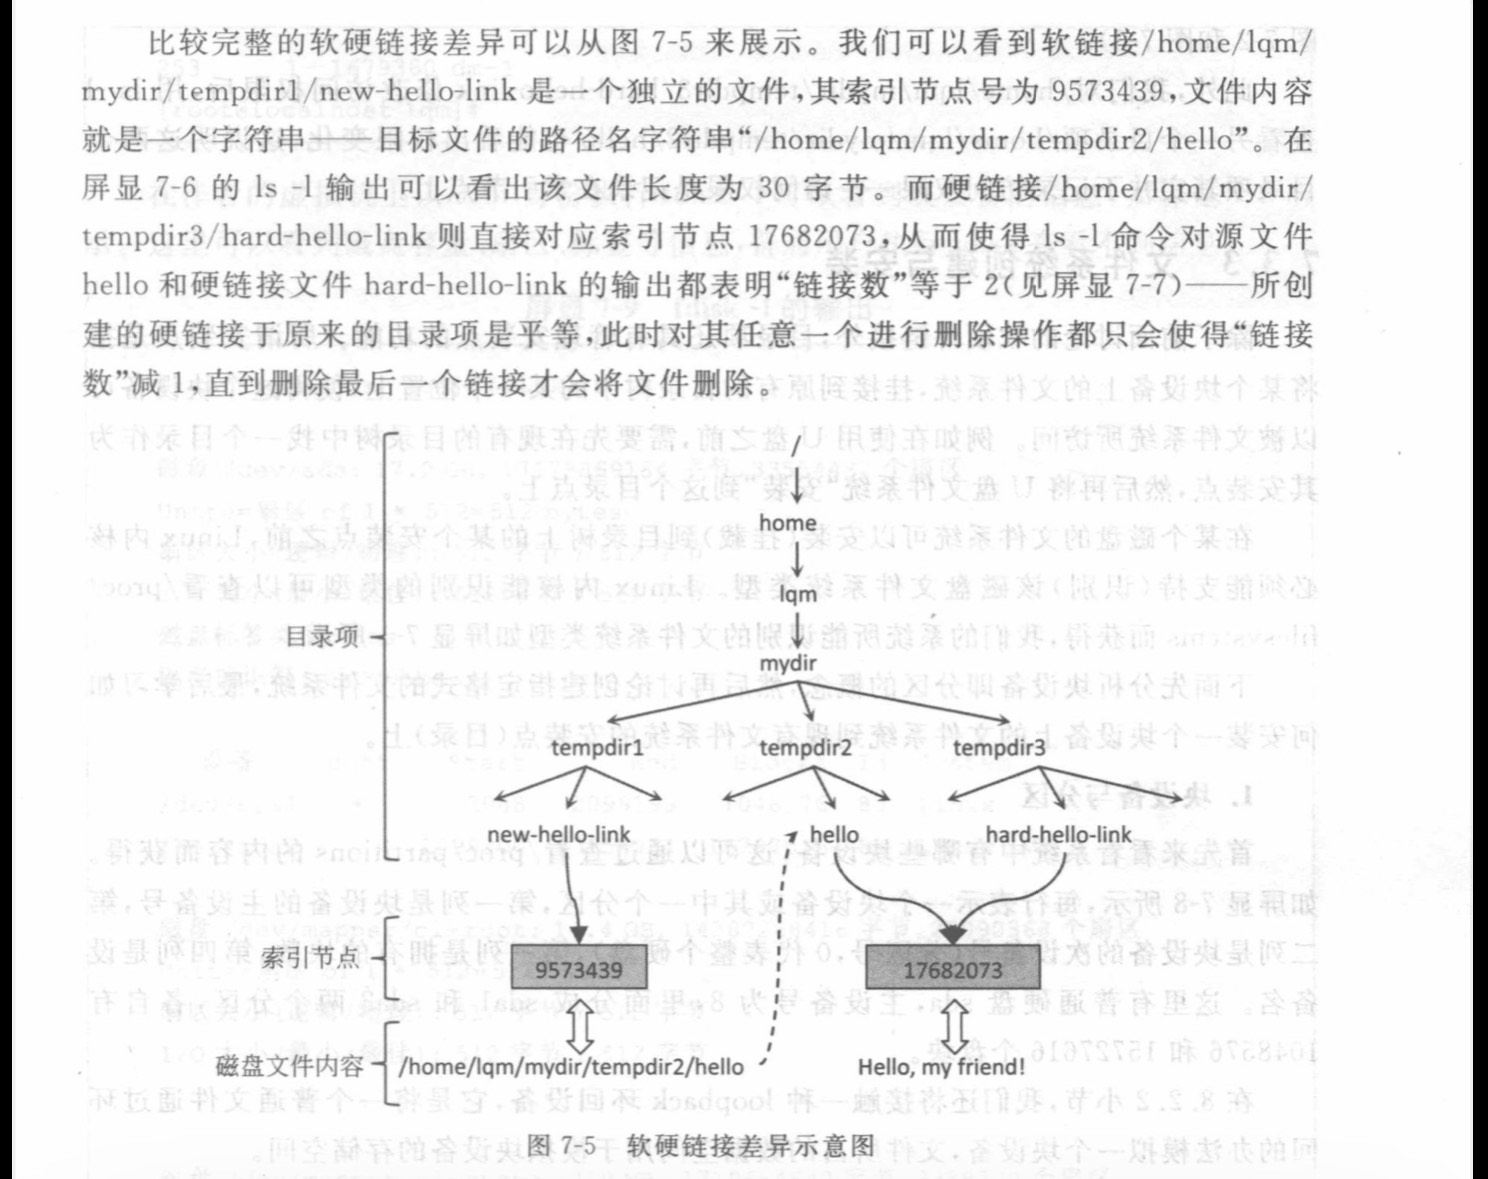 比较完整的软硬链接差异可以从图 7-5 来展示。我们可以看到软链接/home/lqm/
mydir/tempdir1/new-hello-link 是一个独立的文件,其索引节点号为 9573439,文件内容
就是一个字符串——目标文件的路径名字符串“/home/lqm/mydir/tempdir2/hello”。在
屏显 7-6 的 ls -l 输出可以看出该文件长度为 30 字节。而硬链接/home/lqm/mydir/
tempdir3/hard-hello-link 则直接对应索引节点 17682073,从而使得 ls -l 命令对源文件
hello 和硬链接文件 hard-hello-link 的输出都表明“链接数”等于 2(见屏显 7-7)——所创
建的硬链接于原来的目录项是平等,此时对其任意一个进行删除操作都只会使得“链接
数”减 1,直到删除最后一个链接才会将文件删除。
/
home
lqm
目录项
mydir
tempdir1 tempdir2 tempdir3
new-hello-link hello hard-hello-link
索引节点 9573439 17682073
磁盘文件内容 /home/lqm/mydir/tempdir2/hello Hello, my friend!
图 7-5 软硬链接差异示意图